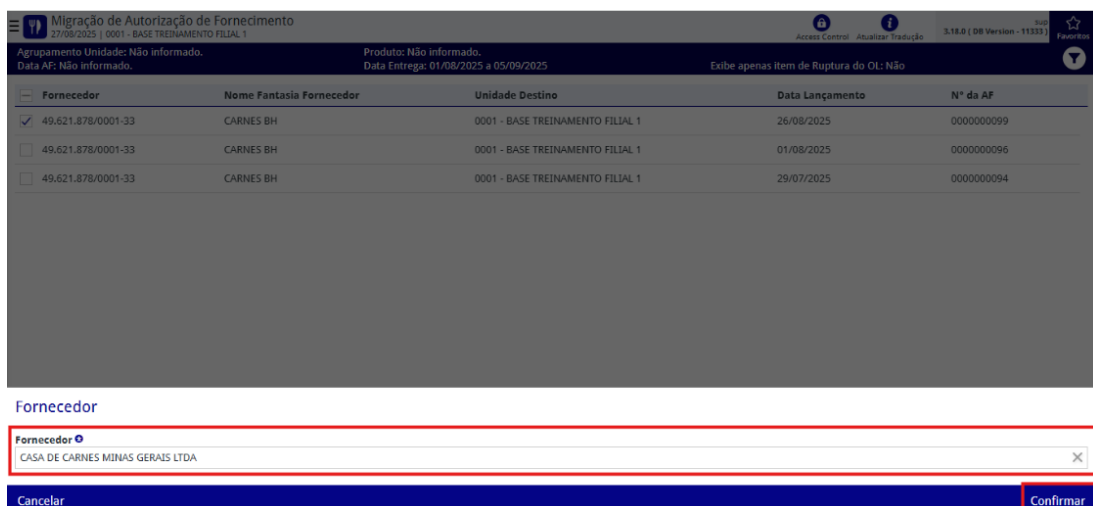 Migração de Autorização de Fornecimento
27/08/2025 | 0001 - BASE TREINAMENTO FILIAL 1
Access Control Atualizar Tradução
sup
3.18.0 ( DB Version - 11333 )
Favoritos
Agrupamento Unidade: Não informado. Produto: Não informado.
Data AF: Não informado. Data Entrega: 01/08/2025 a 05/09/2025 Exibe apenas item de Ruptura do OL: Não
Fornecedor Nome Fantasia Fornecedor Unidade Destino Data Lançamento N° da AF
49.621.878/0001-33 CARNES BH 0001 - BASE TREINAMENTO FILIAL 1 26/08/2025 0000000099
49.621.878/0001-33 CARNES BH 0001 - BASE TREINAMENTO FILIAL 1 01/08/2025 0000000096
49.621.878/0001-33 CARNES BH 0001 - BASE TREINAMENTO FILIAL 1 29/07/2025 0000000094
Fornecedor
Fornecedor
CASA DE CARNES MINAS GERAIS LTDA
Cancelar Confirmar